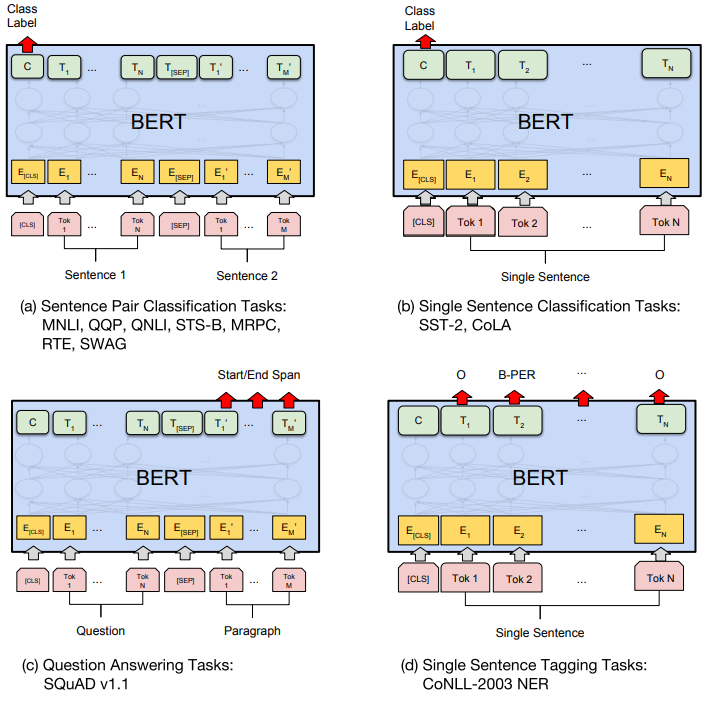 Class
Label
C T1 ... TN T[SEP] T1' ... TM'
BERT
E[CLS] E1 ... EN E[SEP] E1' ... EM'
[CLS] Tok 1 ... Tok N [SEP] Tok 1 ... Tok M
Sentence 1 Sentence 2
(a) Sentence Pair Classification Tasks:
MNLI, QQP, QNLI, STS-B, MRPC,
RTE, SWAG
Class
Label
C T1 T2 ... TN
BERT
E[CLS] E1 E2 ... EN
[CLS] Tok 1 Tok 2 ... Tok N
Single Sentence
(b) Single Sentence Classification Tasks:
SST-2, CoLA
Start/End Span
C T1 ... TN T[SEP] T1' ... TM'
BERT
E[CLS] E1 ... EN E[SEP] E1' ... EM'
[CLS] Tok 1 ... Tok N [SEP] Tok 1 ... Tok M
Question Paragraph
(c) Question Answering Tasks:
SQuAD v1.1
O B-PER ... O
C T1 T2 ... TN
BERT
E[CLS] E1 E2 ... EN
[CLS] Tok 1 Tok 2 ... Tok N
Single Sentence
(d) Single Sentence Tagging Tasks:
CoNLL-2003 NER